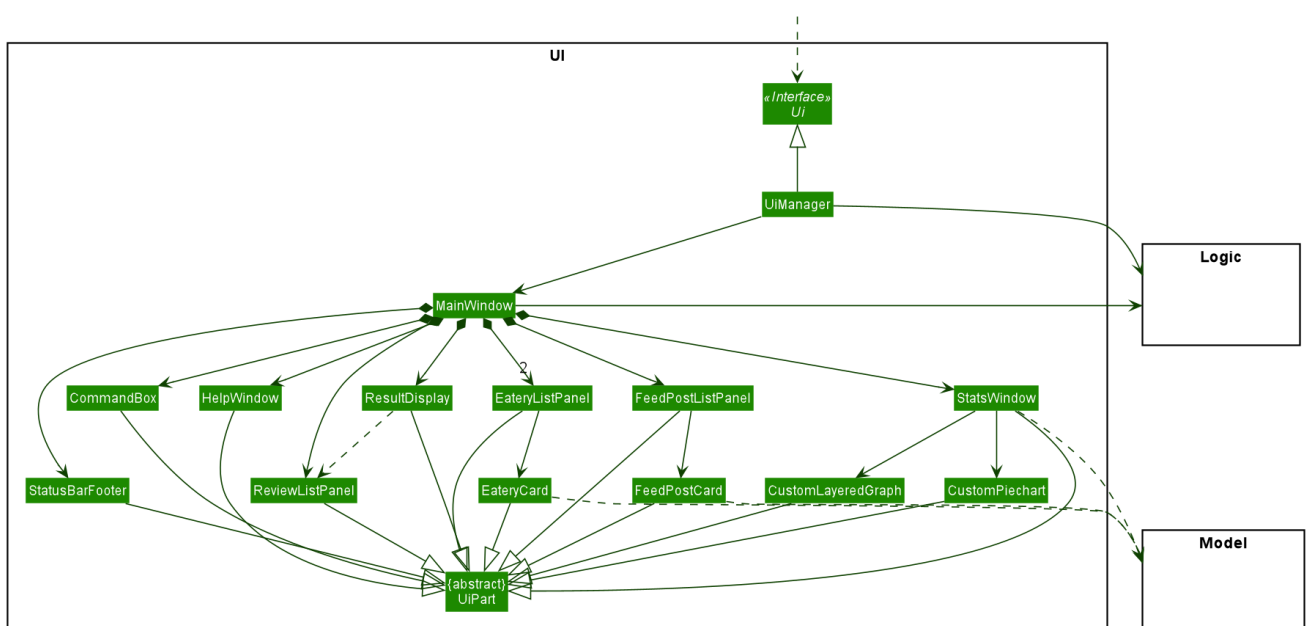 UI
«Interface»
Ui
UiManager
Logic
MainWindow
2
CommandBox
HelpWindow
ResultDisplay
EateryListPanel
FeedPostListPanel
StatsWindow
StatusBarFooter
ReviewListPanel
EateryCard
FeedPostCard
CustomLayeredGraph
CustomPiechart
Model
{abstract}
UiPart